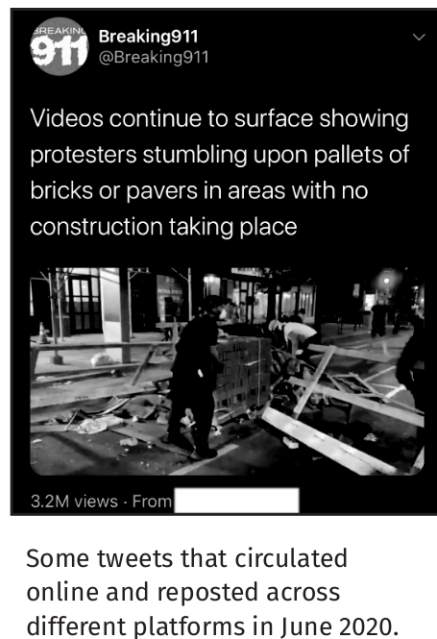 BREAKING
911
Breaking911
@Breaking911
Videos continue to surface showing
protesters stumbling upon pallets of
bricks or pavers in areas with no
construction taking place
3.2M views · From
Some tweets that circulated
online and reposted across
different platforms in June 2020.